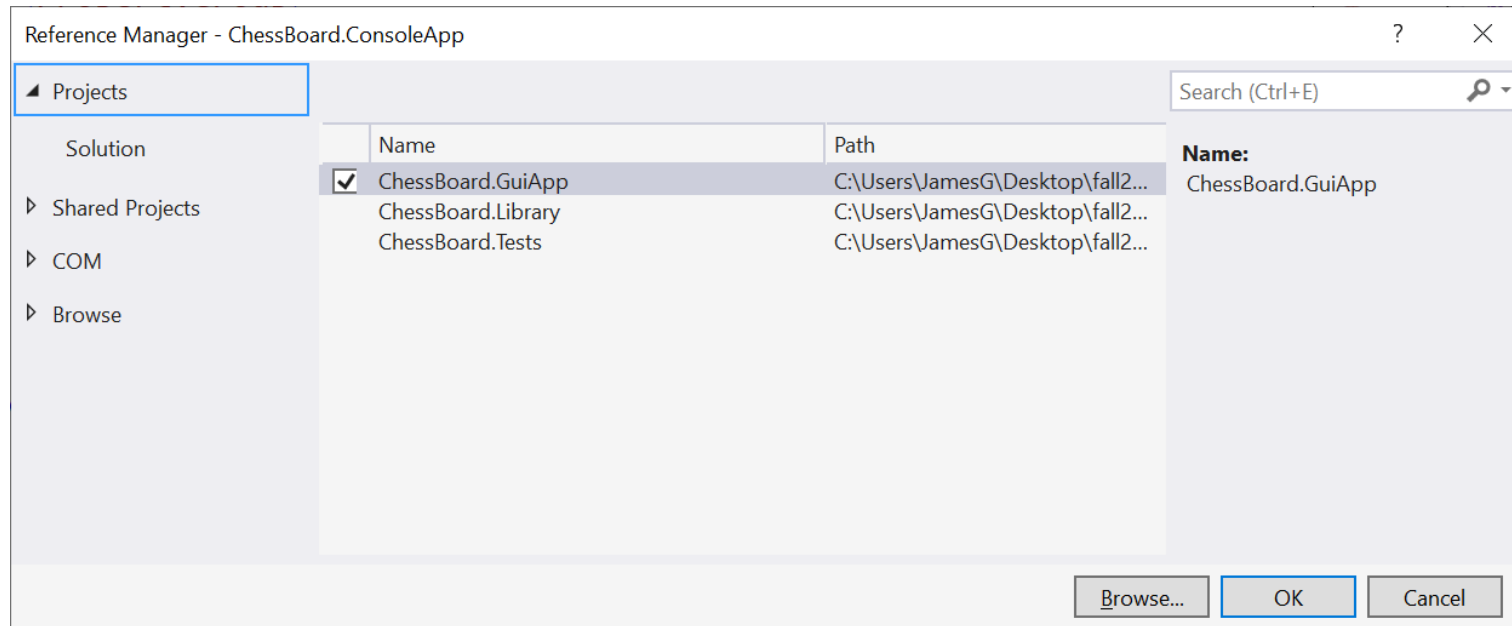 Reference Manager - ChessBoard.ConsoleApp ?
Projects
Search (Ctrl+E)
Solution
Shared Projects
COM
Browse
Name Path
ChessBoard.GuiApp C:\Users\JamesG\Desktop\fall2...
ChessBoard.Library C:\Users\JamesG\Desktop\fall2...
ChessBoard.Tests C:\Users\JamesG\Desktop\fall2...
Name:
ChessBoard.GuiApp
Browse... OK Cancel